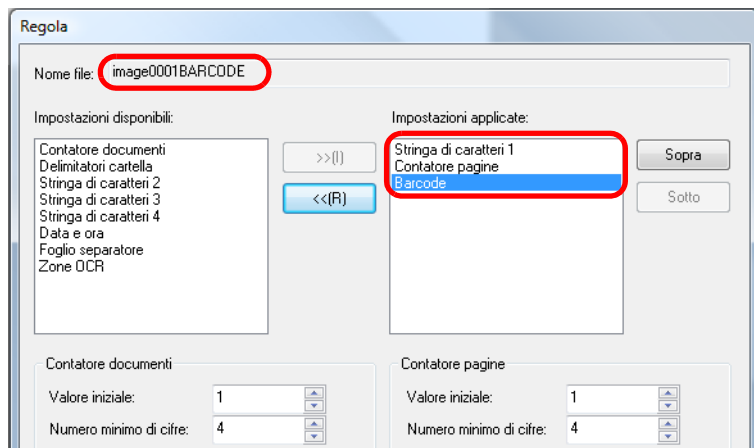 Regola
Nome file: image0001BARCODE
Impostazioni disponibili:
Contatore documenti
Delimitatori cartella
Stringa di caratteri 2
Stringa di caratteri 3
Stringa di caratteri 4
Data e ora
Foglio separatore
Zone OCR
>>(I)
<<(R)
Impostazioni applicate:
Stringa di caratteri 1
Contatore pagine
Barcode
Sopra
Sotto
Contatore documenti
Valore iniziale: 1
Numero minimo di cifre: 4
Contatore pagine
Valore iniziale: 1
Numero minimo di cifre: 4